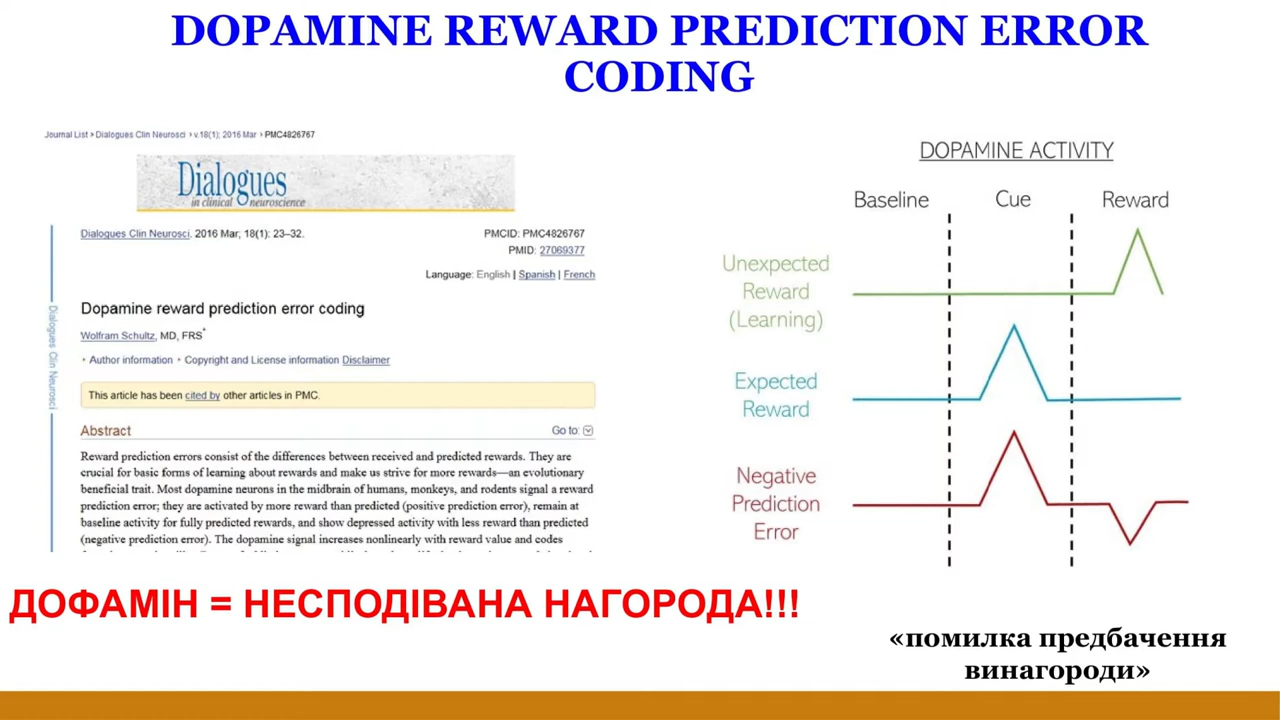 DOPAMINE REWARD PREDICTION ERROR
CODING
Journal List > Dialogues Clin Neurosci > v.18(1); 2016 Mar > PMC4826767
Dialogues
in clinical neuroscience
Dialogues Clin Neurosci. 2016 Mar; 18(1): 23–32.
PMCID: PMC4826767
PMID: 27069377
Language: English | Spanish | French
Dialogues Clin Neurosci
Dopamine reward prediction error coding
Wolfram Schultz, MD, FRS*
Author information
Copyright and License information Disclaimer
This article has been cited by other articles in PMC.
Abstract
Go to:
Reward prediction errors consist of the differences between received and predicted rewards. They are
crucial for basic forms of learning about rewards and make us strive for more rewards—an evolutionary
beneficial trait. Most dopamine neurons in the midbrain of humans, monkeys, and rodents signal a reward
prediction error; they are activated by more reward than predicted (positive prediction error), remain at
baseline activity for fully predicted rewards, and show depressed activity with less reward than predicted
(negative prediction error). The dopamine signal increases nonlinearly with reward value and codes
DOPAMINE ACTIVITY
Baseline
Cue
Reward
Unexpected
Reward
(Learning)
Expected
Reward
Negative
Prediction
Error
ДОФАМІН = НЕСПОДІВАНА НАГОРОДА!!!
«помилка предбачення
винагороди»